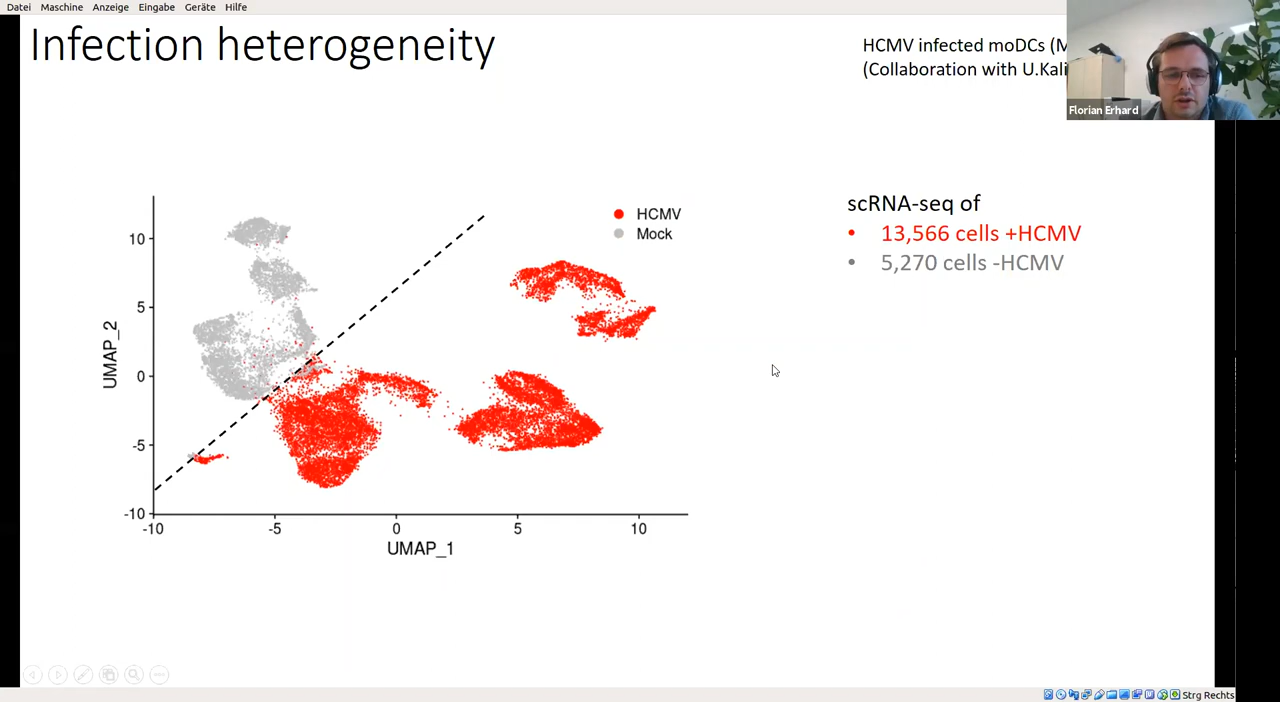 Datei Maschine Anzeige Eingabe Geräte Hilfe
Infection heterogeneity
HCMV infected moDCs
(Collaboration with
Florian Erhard
scRNA-seq of
• 13,566 cells +HCMV
• 5,270 cells -HCMV
HCMV
Mock
10
5
0
-5
-10
UMAP_2
-10 -5 0 5 10
UMAP_1
Strg Rechts